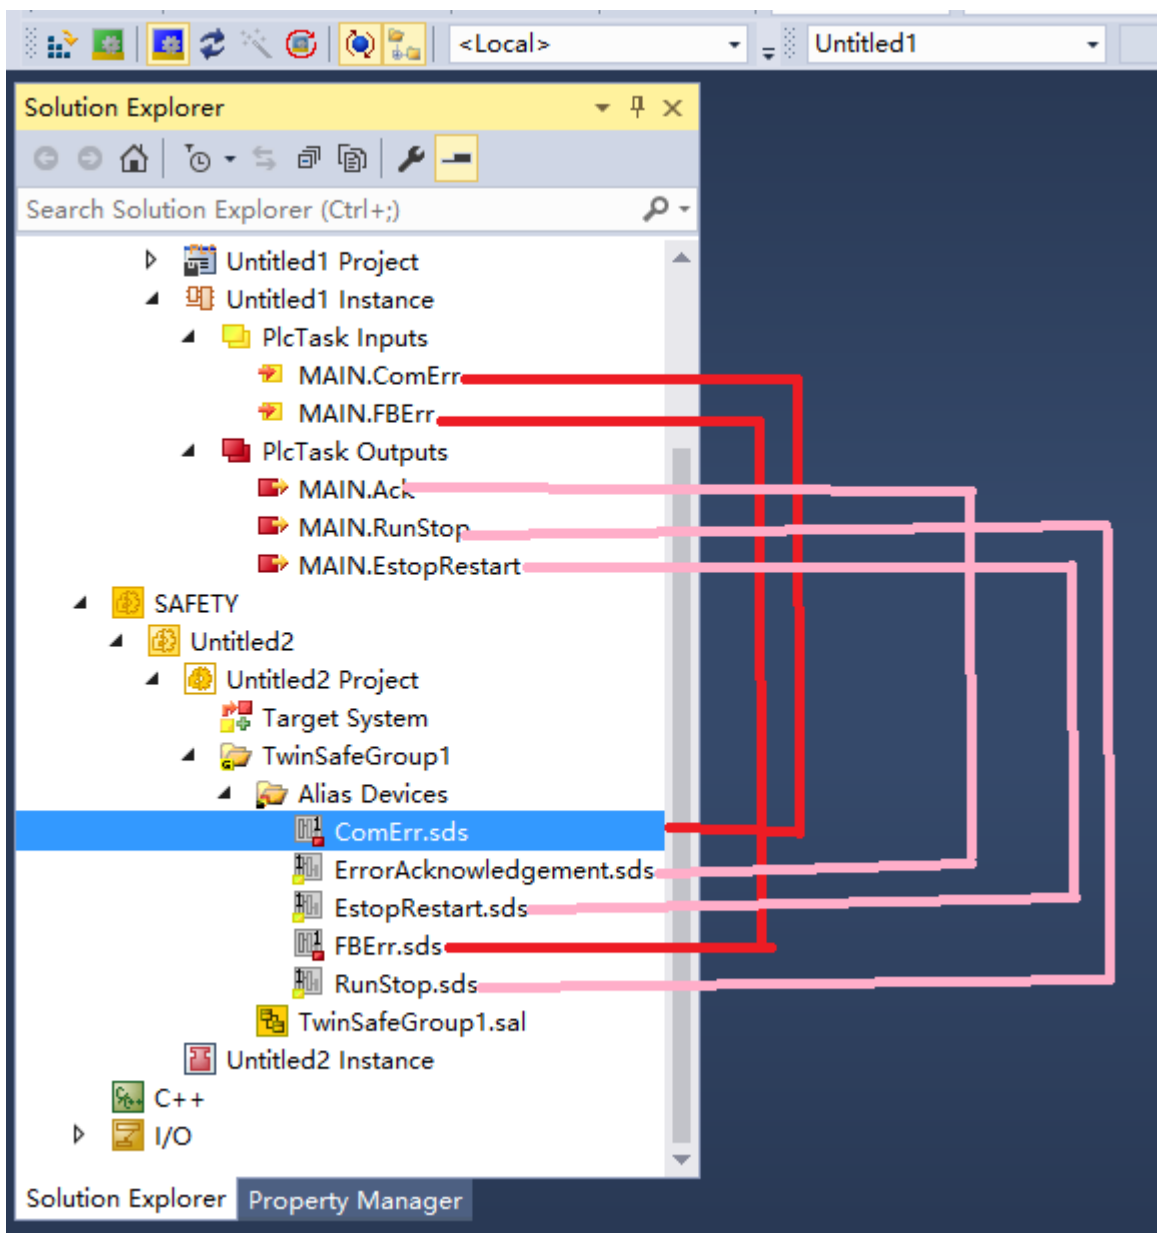 <Local>
Untitled1
Solution Explorer
Search Solution Explorer (Ctrl+;)
Untitled1 Project
Untitled1 Instance
PlcTask Inputs
MAIN.ComErr
MAIN.FBErr
PlcTask Outputs
MAIN.Ack
MAIN.RunStop
MAIN.EstopRestart
SAFETY
Untitled2
Untitled2 Project
Target System
TwinSafeGroup1
Alias Devices
ComErr.sds
ErrorAcknowledgement.sds
EstopRestart.sds
FBErr.sds
RunStop.sds
TwinSafeGroup1.sal
Untitled2 Instance
C++
I/O
Solution Explorer
Property Manager